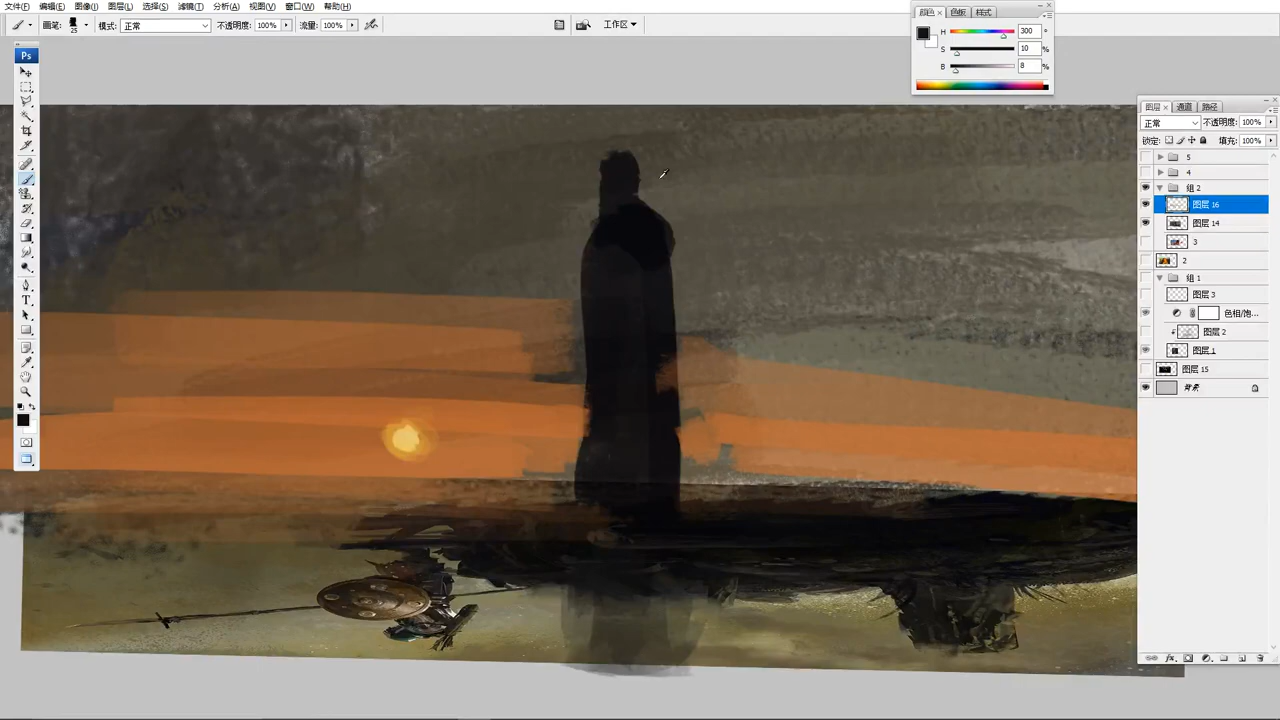 文件(F) 编辑(E) 图像(I) 图层(L) 选择(S) 分析(A) 视图(V) 窗口(W) 帮助(H)
画笔: 25 模式: 正常 不透明度: 100% 流量: 100% 工作区
颜色 色板 样式
H 300 °
S 10 %
B 8 %
Ps
图层 通道 路径
正常 不透明度: 100%
锁定: 填充: 100%
5
4
组 2
图层 16
图层 14
3
2
组 1
图层 3
色相/饱...
图层 2
图层 1
图层 15
背景
T
fx